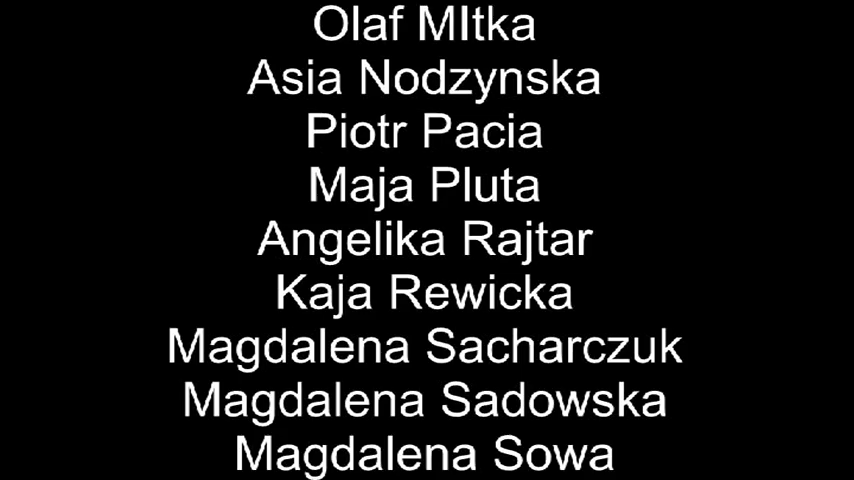 Olaf MItka
Asia Nodzynska
Piotr Pacia
Maja Pluta
Angelika Rajtar
Kaja Rewicka
Magdalena Sacharczuk
Magdalena Sadowska
Magdalena Sowa